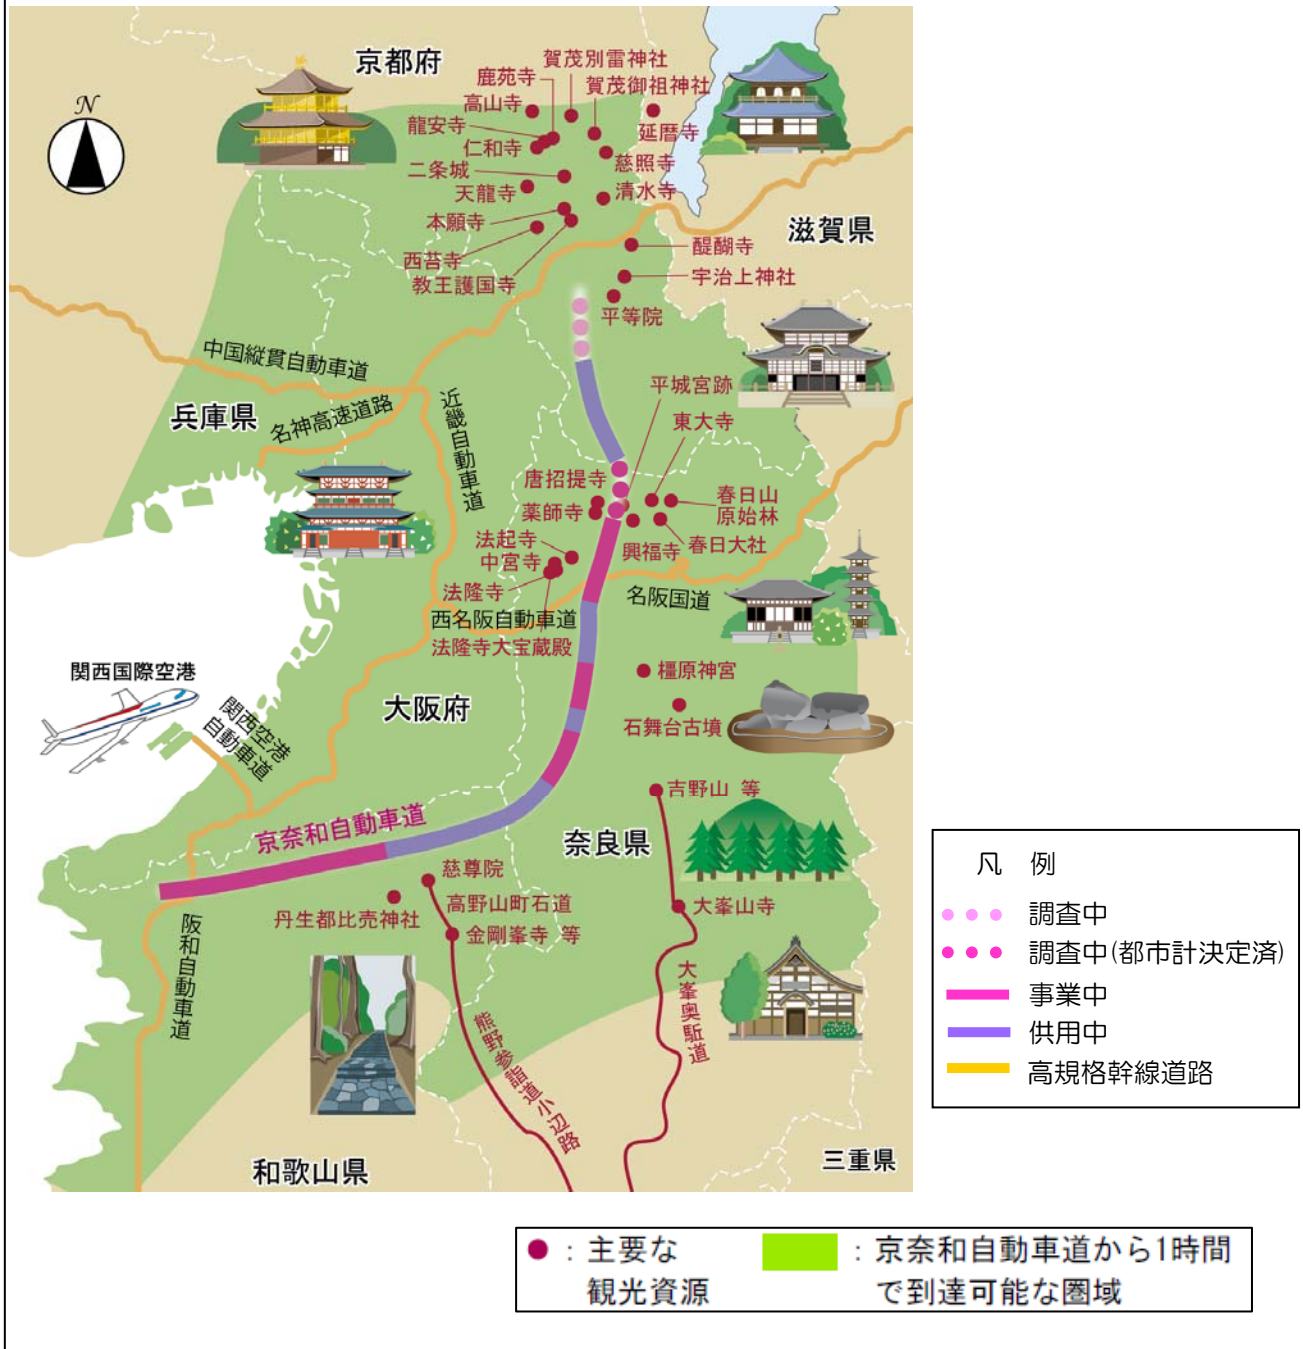 N
京都府
賀茂別雷神社
鹿苑寺
賀茂御祖神社
高山寺
龍安寺
延暦寺
仁和寺
慈照寺
二条城
天龍寺
清水寺
本願寺
滋賀県
醍醐寺
西芳寺
宇治上神社
教王護国寺
平等院
中国縦貫自動車道
平城宮跡
兵庫県
名神高速道路
近畿自動車道
東大寺
唐招提寺
春日山
原始林
薬師寺
法起寺
興福寺
春日大社
中宮寺
法隆寺
名阪国道
西名阪自動車道
法隆寺大宝蔵殿
関西国際空港
橿原神宮
大阪府
関西空港
自動車道
石舞台古墳
吉野山 等
京奈和自動車道
奈良県
慈尊院
高野山町石道
大峯山寺
丹生都比売神社
金剛峯寺 等
阪和自動車道
大峯奥駈道
熊野参詣道小辺路
和歌山県
三重県
凡 例
調査中
調査中(都市計決定済)
事業中
供用中
高規格幹線道路
：主要な
観光資源
：京奈和自動車道から1時間
で到達可能な圏域